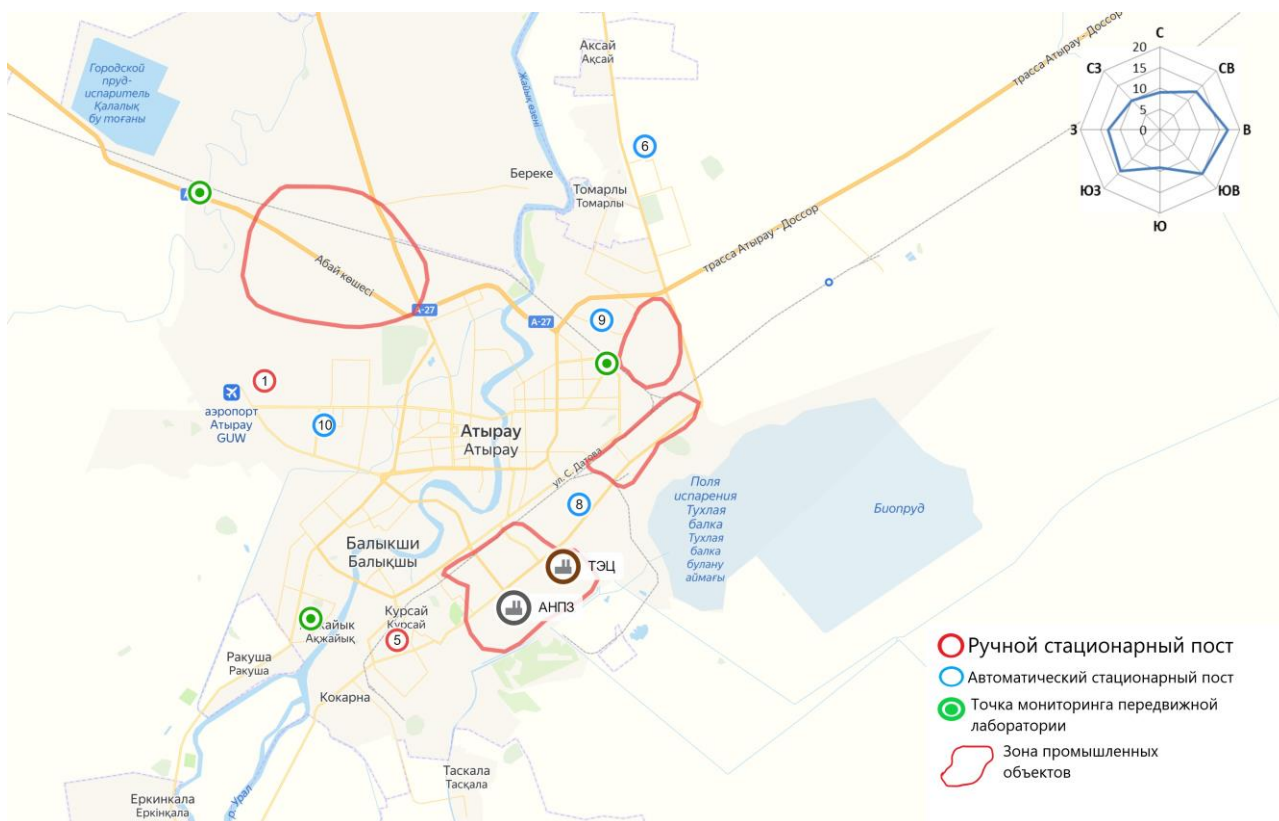 Городской
пруд-
испаритель
Қалалық
бу тоғаны
Жайық өзені
Аксай
Ақсай
трасса Атырау - Доссор
С
СВ
В
ЮВ
Ю
ЮЗ
З
СЗ
20
15
10
5
0
6
Береке
Томарлы
Томарлы
трасса Атырау - Доссор
Абай көшесі
А-27
А-27
9
1
аэропорт
Атырау
GUW
10
Атырау
Атырау
ул. С. Датова
8
Поля
испарения
Тухлая
балка
Тухлая
балка
булану
аймағы
Биопруд
Балыкши
Балықшы
ТЭЦ
АНПЗ
Курсай
Курсай
5
Ақжайық
Ракуша
Ракуша
Кокарна
Таскала
Тасқала
Еркинкала
Еркінқала
р. Урал
Ручной стационарный пост
Автоматический стационарный пост
Точка мониторинга передвижной
лаборатории
Зона промышленных
объектов